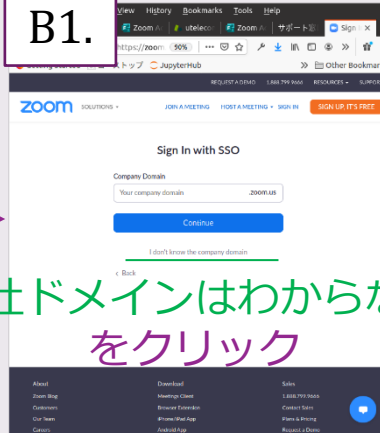 B1.
View History Bookmarks Tools Help
Zoom A utelecon Zoom A サポート Sign
https://zoom 90%
トップ JupyterHub Other Bookmar
REQUEST A DEMO 1.888.799.9666 RESOURCES SUPPORT
zoom SOLUTIONS JOIN A MEETING HOST A MEETING SIGN IN SIGN UP, IT'S FREE
Sign In with SSO
Company Domain
Your company domain .zoom.us
Continue
I don't know the company domain
< Back
社ドメインはわからな
をクリック
About Download Sales
Zoom Blog Meetings Client 1.888.799.9666
Customers Browser Extension Contact Sales
Our Team iPhone/iPad App Plans & Pricing
Careers Android App Request a Demo